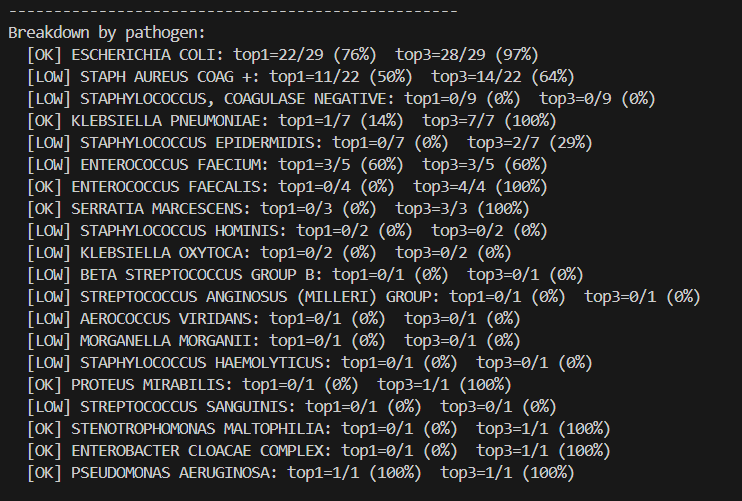 --------------------------------------------------
Breakdown by pathogen:
[OK] ESCHERICHIA COLI: top1=22/29 (76%) top3=28/29 (97%)
[LOW] STAPH AUREUS COAG +: top1=11/22 (50%) top3=14/22 (64%)
[LOW] STAPHYLOCOCCUS, COAGULASE NEGATIVE: top1=0/9 (0%) top3=0/9 (0%)
[OK] KLEBSIELLA PNEUMONIAE: top1=1/7 (14%) top3=7/7 (100%)
[LOW] STAPHYLOCOCCUS EPIDERMIDIS: top1=0/7 (0%) top3=2/7 (29%)
[LOW] ENTEROCOCCUS FAECIUM: top1=3/5 (60%) top3=3/5 (60%)
[OK] ENTEROCOCCUS FAECALIS: top1=0/4 (0%) top3=4/4 (100%)
[OK] SERRATIA MARCESCENS: top1=0/3 (0%) top3=3/3 (100%)
[LOW] STAPHYLOCOCCUS HOMINIS: top1=0/2 (0%) top3=0/2 (0%)
[LOW] KLEBSIELLA OXYTOCA: top1=0/2 (0%) top3=0/2 (0%)
[LOW] BETA STREPTOCOCCUS GROUP B: top1=0/1 (0%) top3=0/1 (0%)
[LOW] STREPTOCOCCUS ANGINOSUS (MILLERI) GROUP: top1=0/1 (0%) top3=0/1 (0%)
[LOW] AEROCOCCUS VIRIDANS: top1=0/1 (0%) top3=0/1 (0%)
[LOW] MORGANELLA MORGANII: top1=0/1 (0%) top3=0/1 (0%)
[LOW] STAPHYLOCOCCUS HAEMOLYTICUS: top1=0/1 (0%) top3=0/1 (0%)
[OK] PROTEUS MIRABILIS: top1=0/1 (0%) top3=1/1 (100%)
[LOW] STREPTOCOCCUS SANGUINIS: top1=0/1 (0%) top3=0/1 (0%)
[OK] STENOTROPHOMONAS MALTOPHILIA: top1=0/1 (0%) top3=1/1 (100%)
[OK] ENTEROBACTER CLOACAE COMPLEX: top1=0/1 (0%) top3=1/1 (100%)
[OK] PSEUDOMONAS AERUGINOSA: top1=1/1 (100%) top3=1/1 (100%)